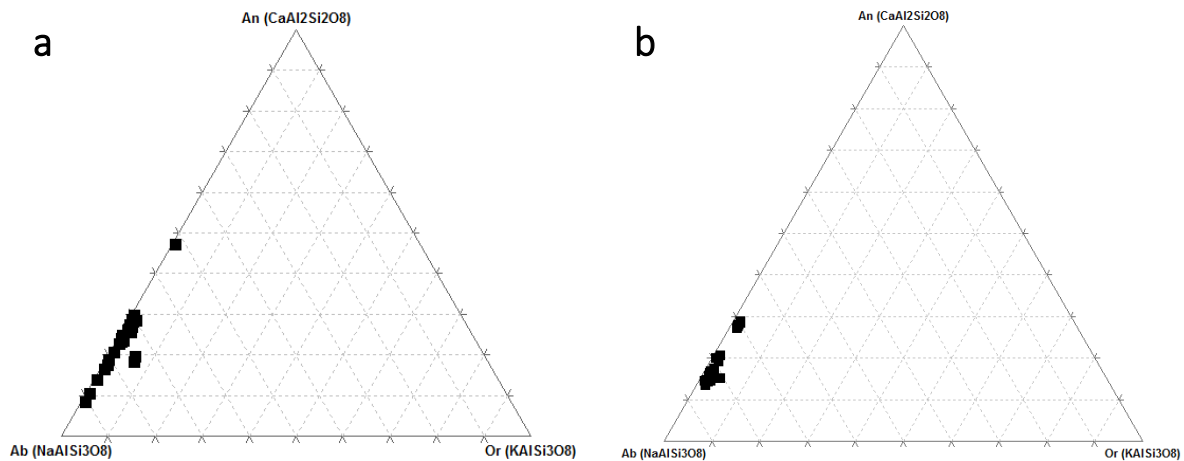 a
An (CaAl2Si2O8)
Ab (NaAlSi3O8)
Or (KAlSi3O8)
b
An (CaAl2Si2O8)
Ab (NaAlSi3O8)
Or (KAlSi3O8)